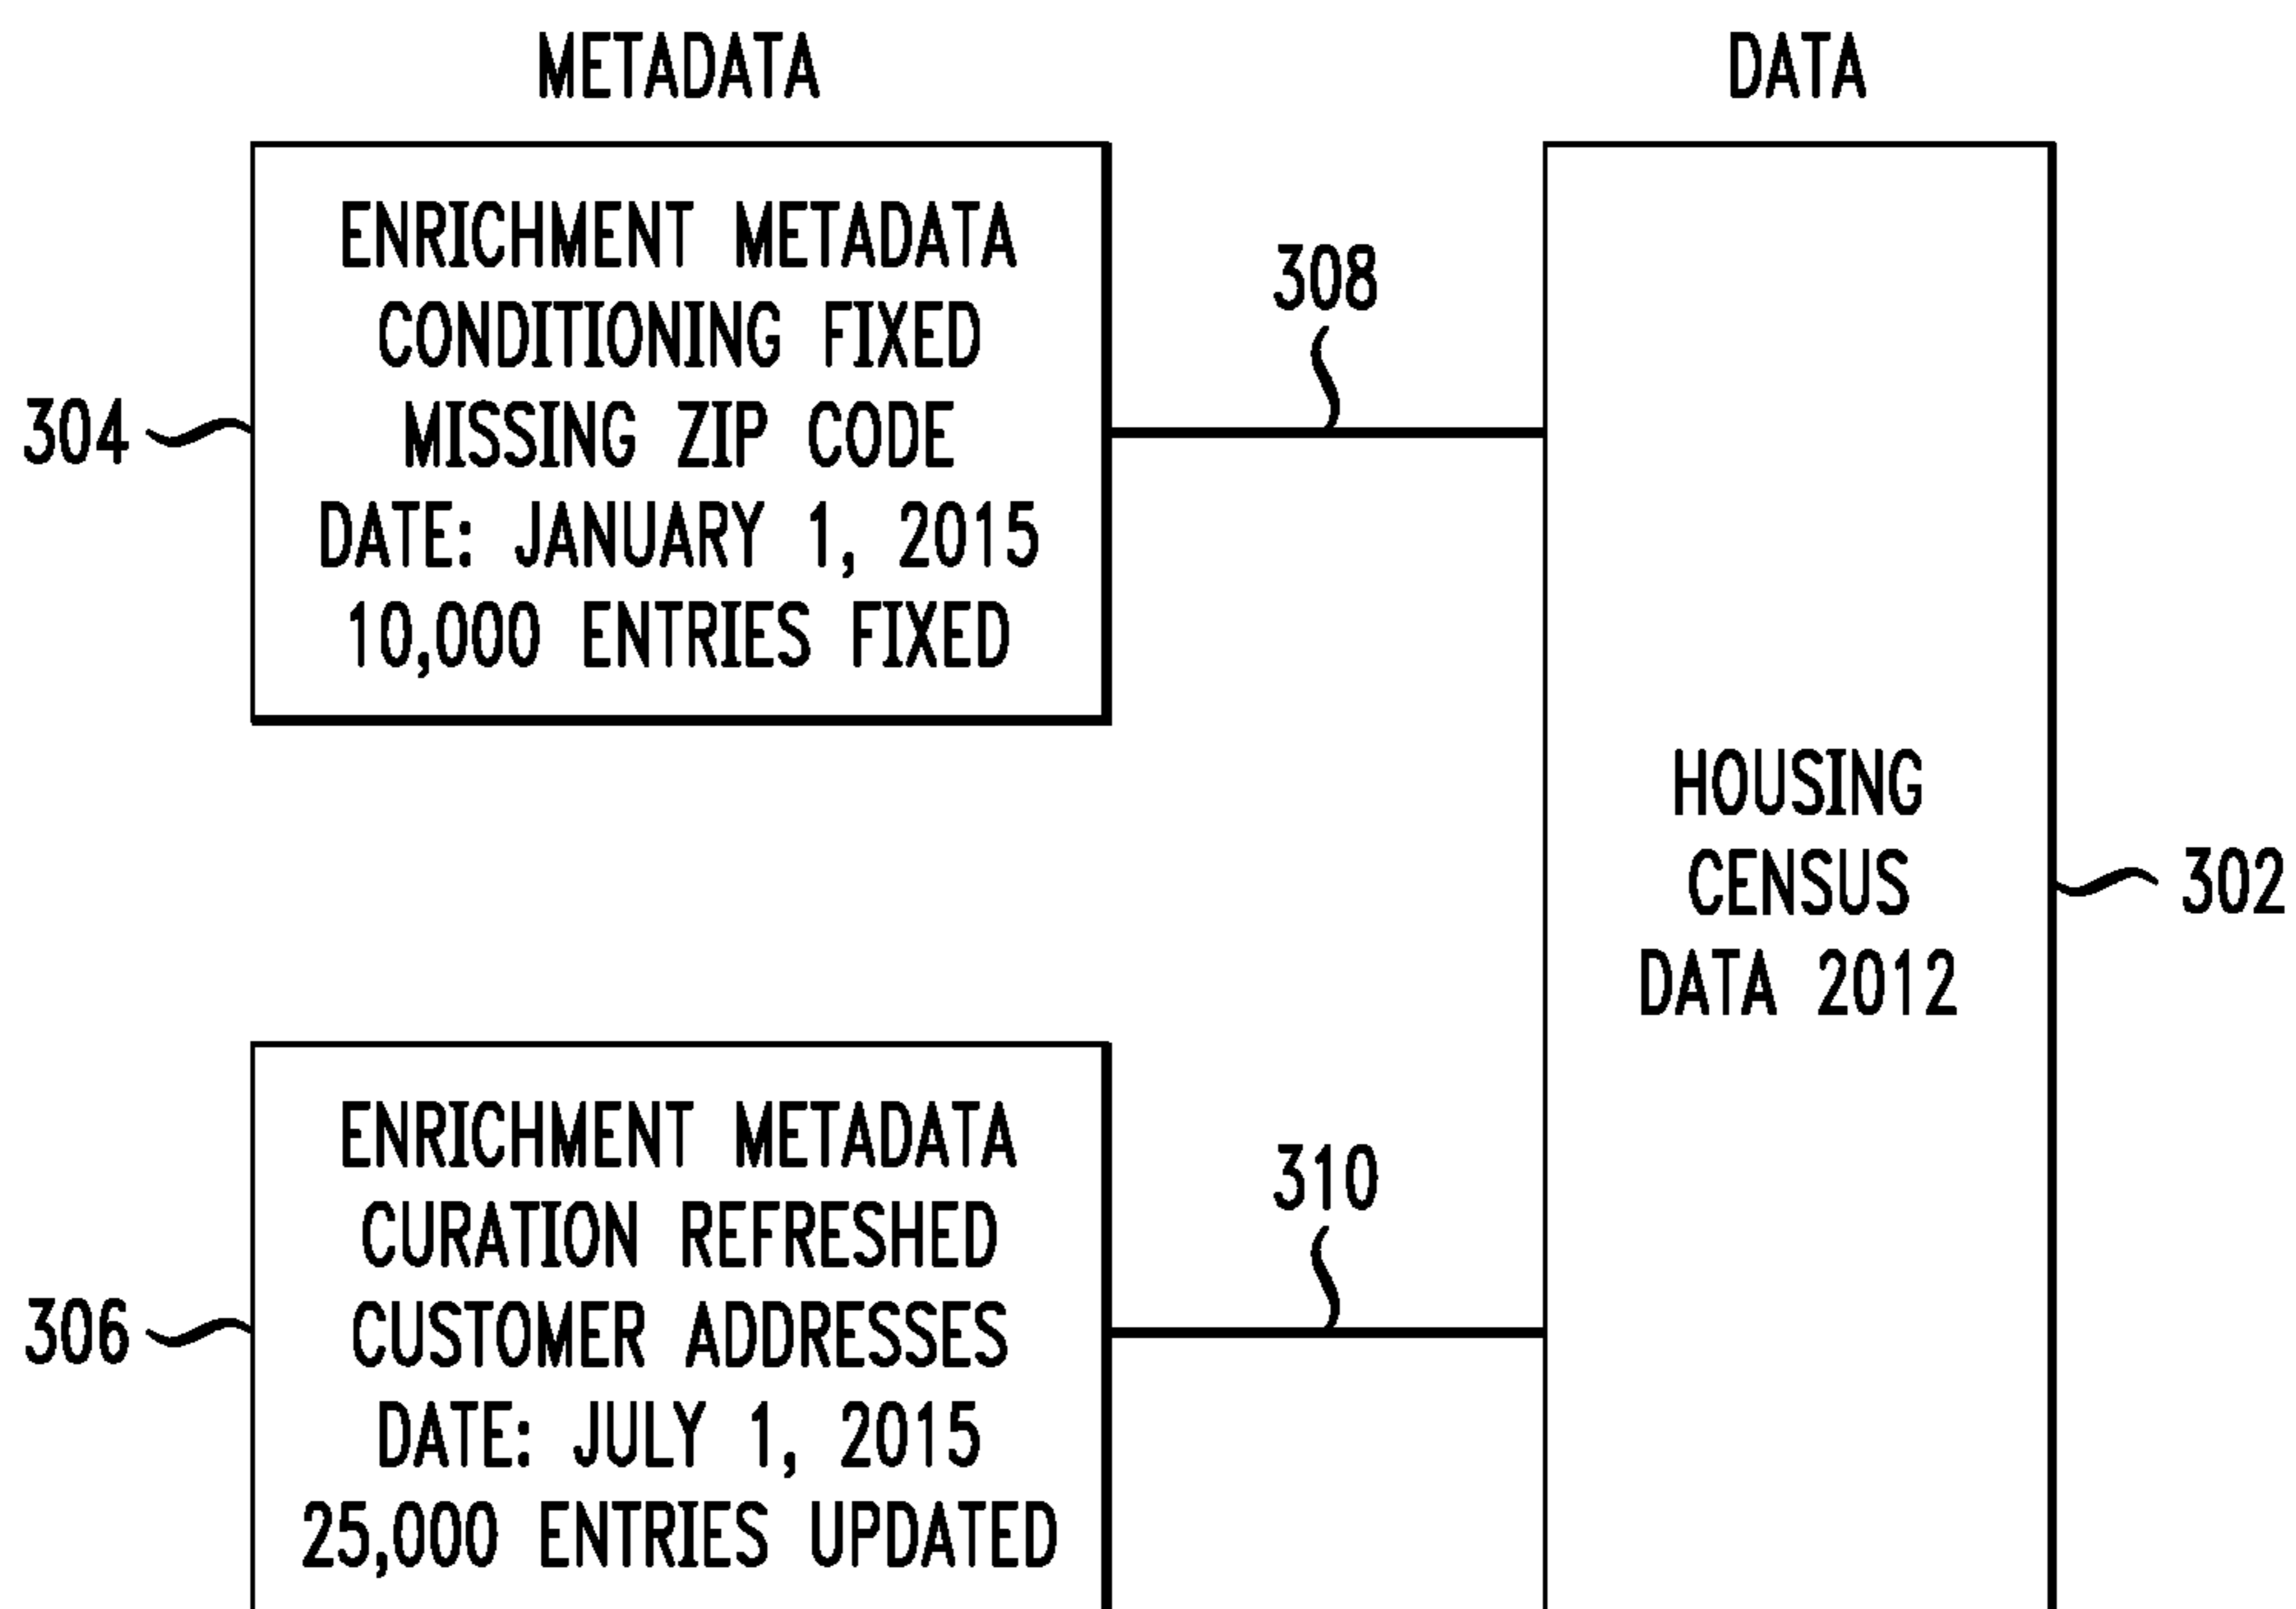 METADATA
DATA
ENRICHMENT METADATA
CONDITIONING FIXED
MISSING ZIP CODE
DATE: JANUARY 1, 2015
10,000 ENTRIES FIXED
304
308
HOUSING
CENSUS
DATA 2012
302
ENRICHMENT METADATA
CURATION REFRESHED
CUSTOMER ADDRESSES
DATE: JULY 1, 2015
25,000 ENTRIES UPDATED
306
310